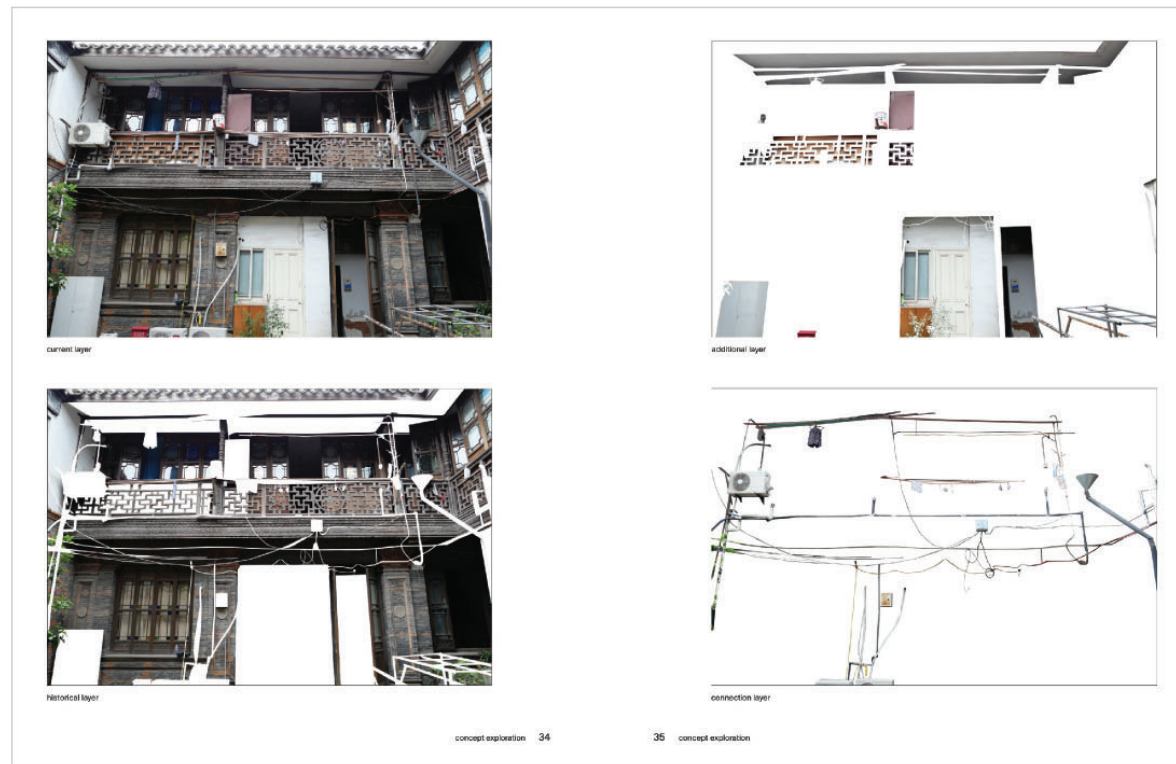 current layer
additional layer
historical layer
connection layer
concept exploration 34
35 concept exploration